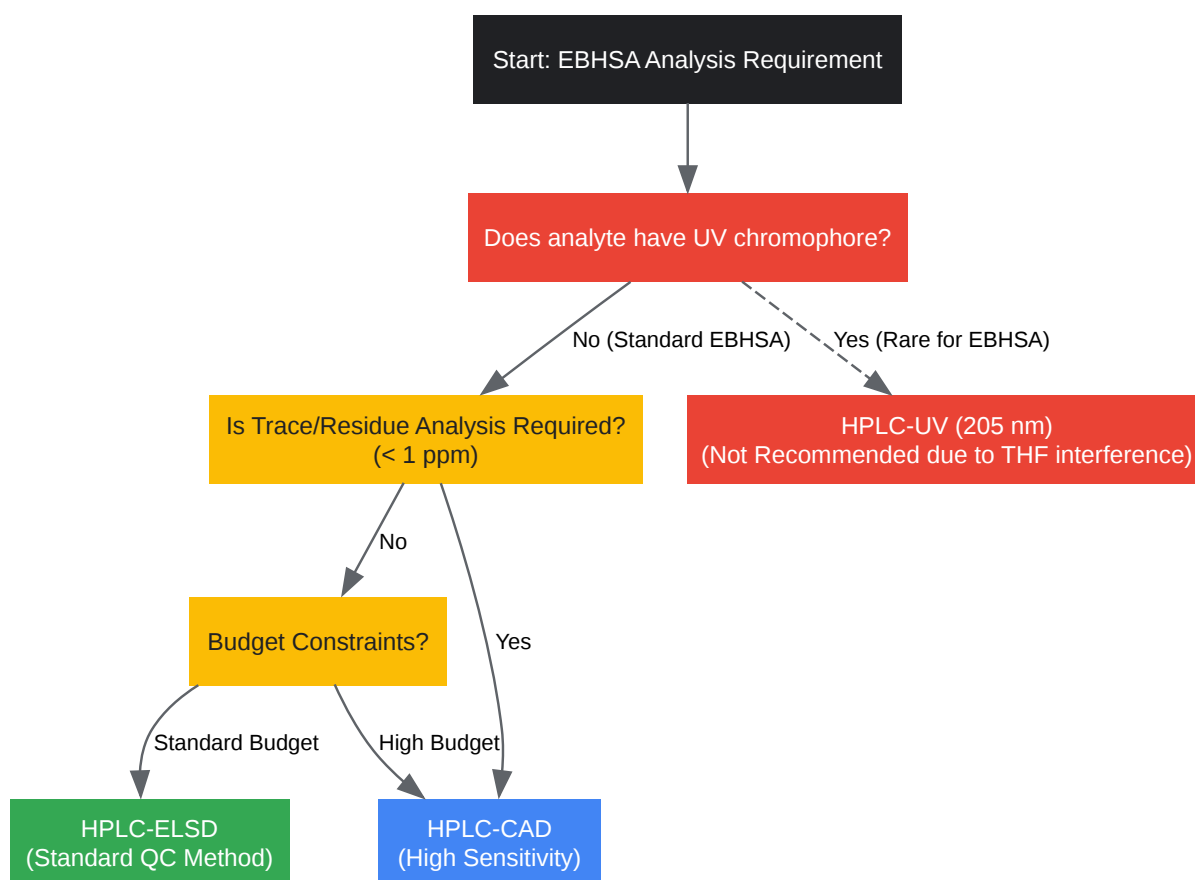 Start: EBHSA Analysis Requirement
Does analyte have UV chromophore?
No (Standard EBHSA)
Yes (Rare for EBHSA)
Is Trace/Residue Analysis Required?
(< 1 ppm)
HPLC-UV (205 nm)
(Not Recommended due to THF interference)
No
Yes
Budget Constraints?
Standard Budget
High Budget
HPLC-ELSD
(Standard QC Method)
HPLC-CAD
(High Sensitivity)